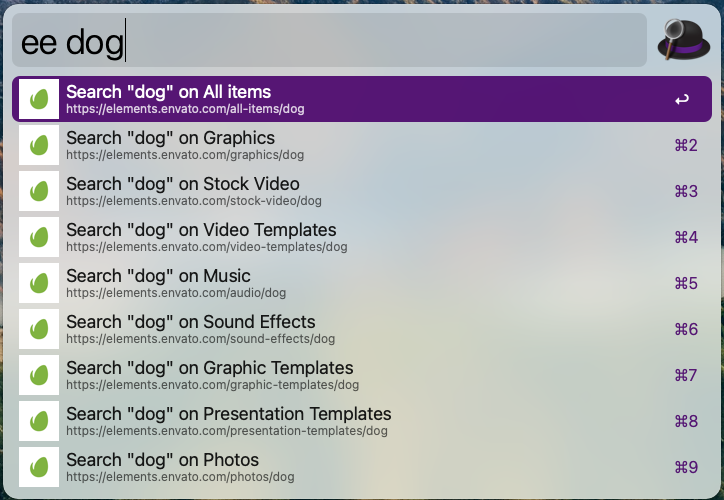 ee dog
Search "dog" on All items
https://elements.envato.com/all-items/dog
↩
Search "dog" on Graphics
https://elements.envato.com/graphics/dog
⌘2
Search "dog" on Stock Video
https://elements.envato.com/stock-video/dog
⌘3
Search "dog" on Video Templates
https://elements.envato.com/video-templates/dog
⌘4
Search "dog" on Music
https://elements.envato.com/audio/dog
⌘5
Search "dog" on Sound Effects
https://elements.envato.com/sound-effects/dog
⌘6
Search "dog" on Graphic Templates
https://elements.envato.com/graphic-templates/dog
⌘7
Search "dog" on Presentation Templates
https://elements.envato.com/presentation-templates/dog
⌘8
Search "dog" on Photos
https://elements.envato.com/photos/dog
⌘9